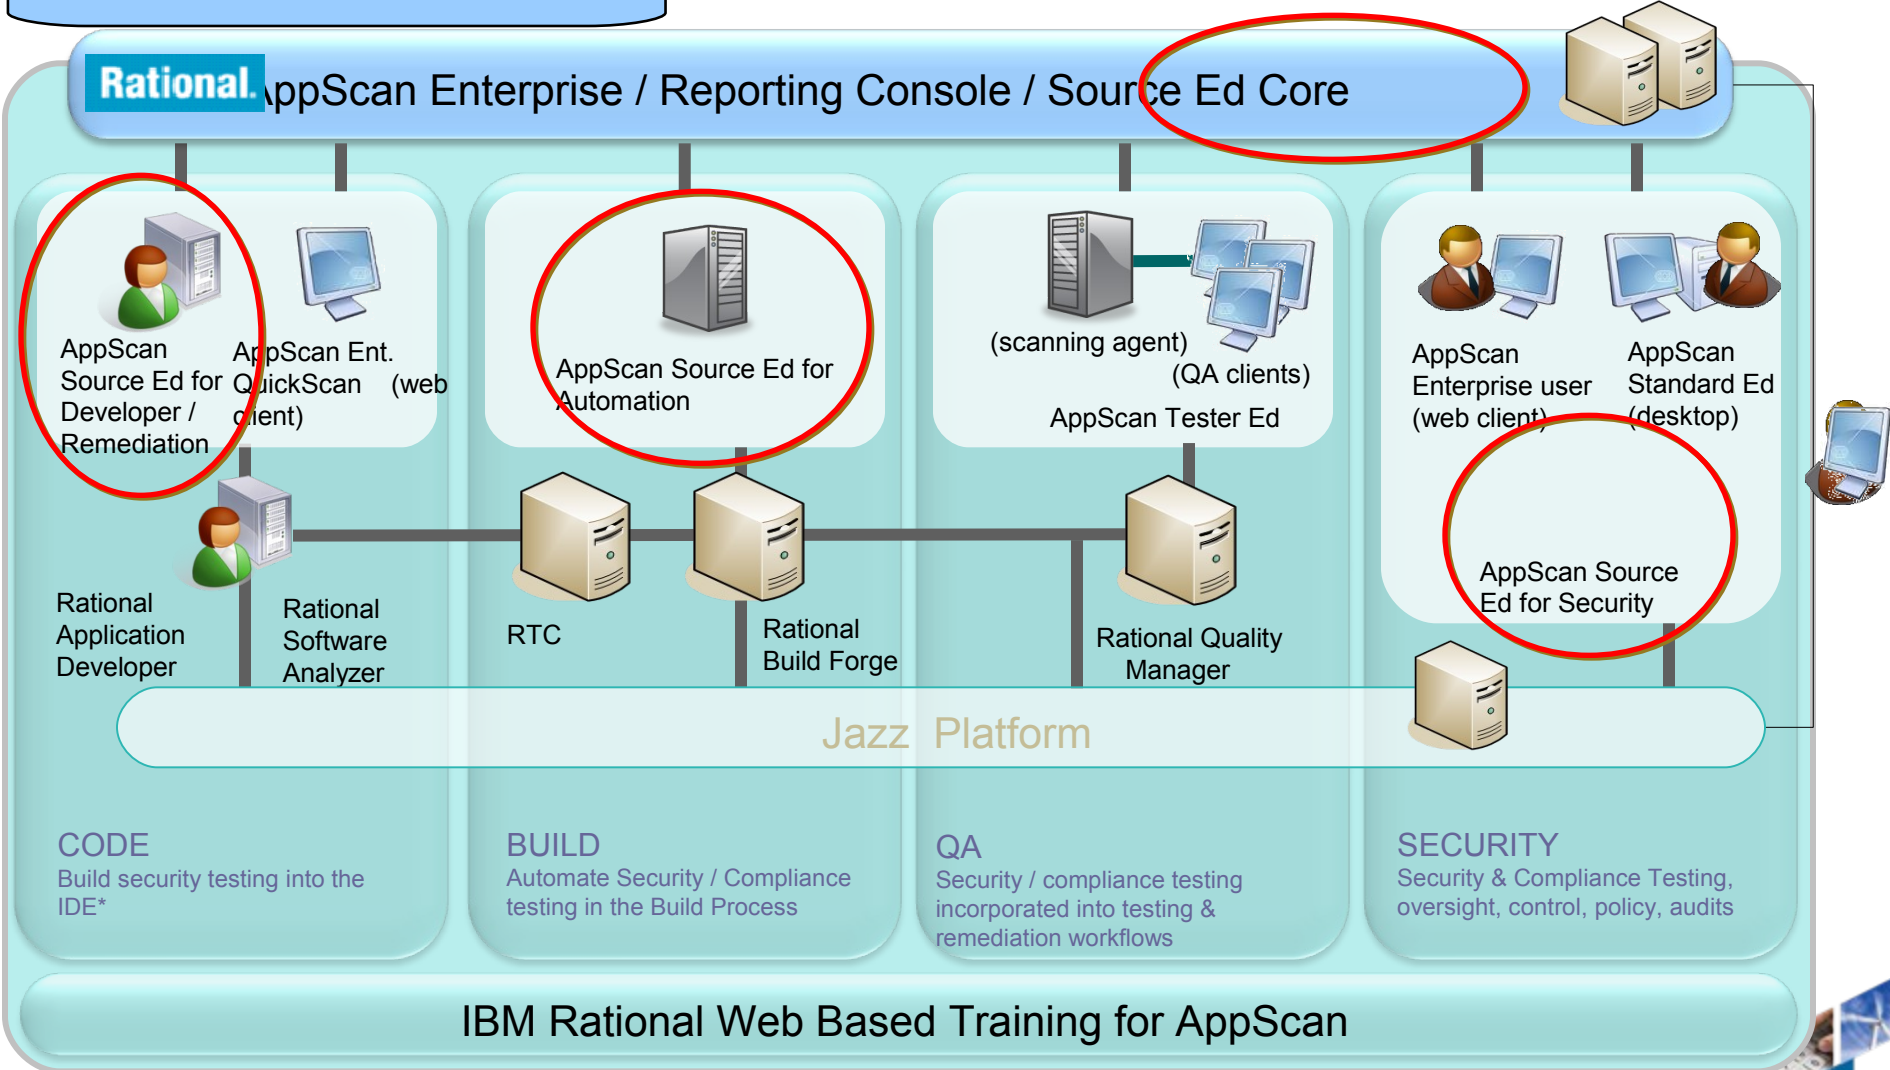 Rational. AppScan Enterprise / Reporting Console / Source Ed Core
AppScan
Source Ed for
Developer /
Remediation
AppScan Ent.
QuickScan (web
client)
AppScan Source Ed for
Automation
(scanning agent)
(QA clients)
AppScan Tester Ed
AppScan
Enterprise user
(web client)
AppScan
Standard Ed
(desktop)
AppScan Source
Ed for Security
Rational
Application
Developer
Rational
Software
Analyzer
RTC
Rational
Build Forge
Rational Quality
Manager
Jazz Platform
CODE
Build security testing into the
IDE*
BUILD
Automate Security / Compliance
testing in the Build Process
QA
Security / compliance testing
incorporated into testing &
remediation workflows
SECURITY
Security & Compliance Testing,
oversight, control, policy, audits
IBM Rational Web Based Training for AppScan